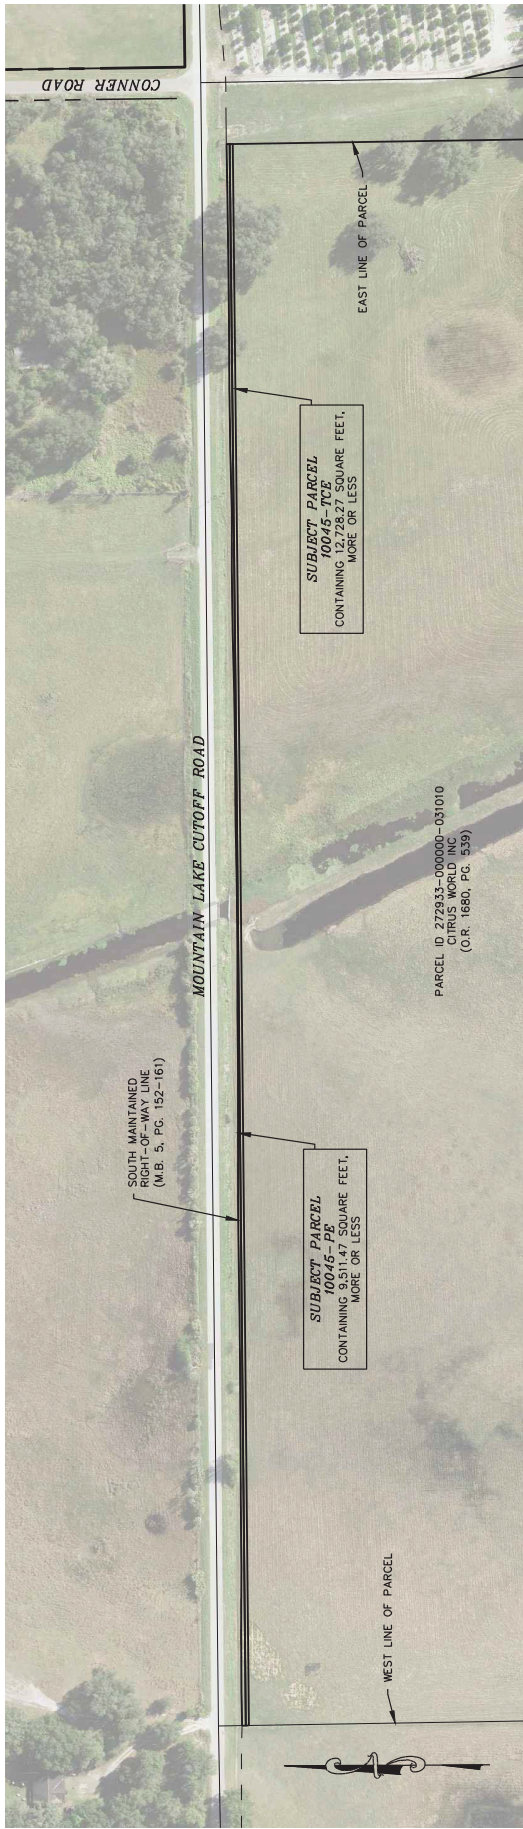 CONNER ROAD
EAST LINE OF PARCEL
SUBJECT PARCEL
10045-TCE
CONTAINING 12,728.27 SQUARE FEET,
MORE OR LESS
MOUNTAIN LAKE CUTOFF ROAD
PARCEL ID 272933-000000-031010
CITRUS WORLD INC
(O.R. 1680, PG. 539)
SOUTH MAINTAINED
RIGHT-OF-WAY LINE
(M.B. 5, PG. 152-161)
SUBJECT PARCEL
10045-PE
CONTAINING 9,511.47 SQUARE FEET,
MORE OR LESS
WEST LINE OF PARCEL
N